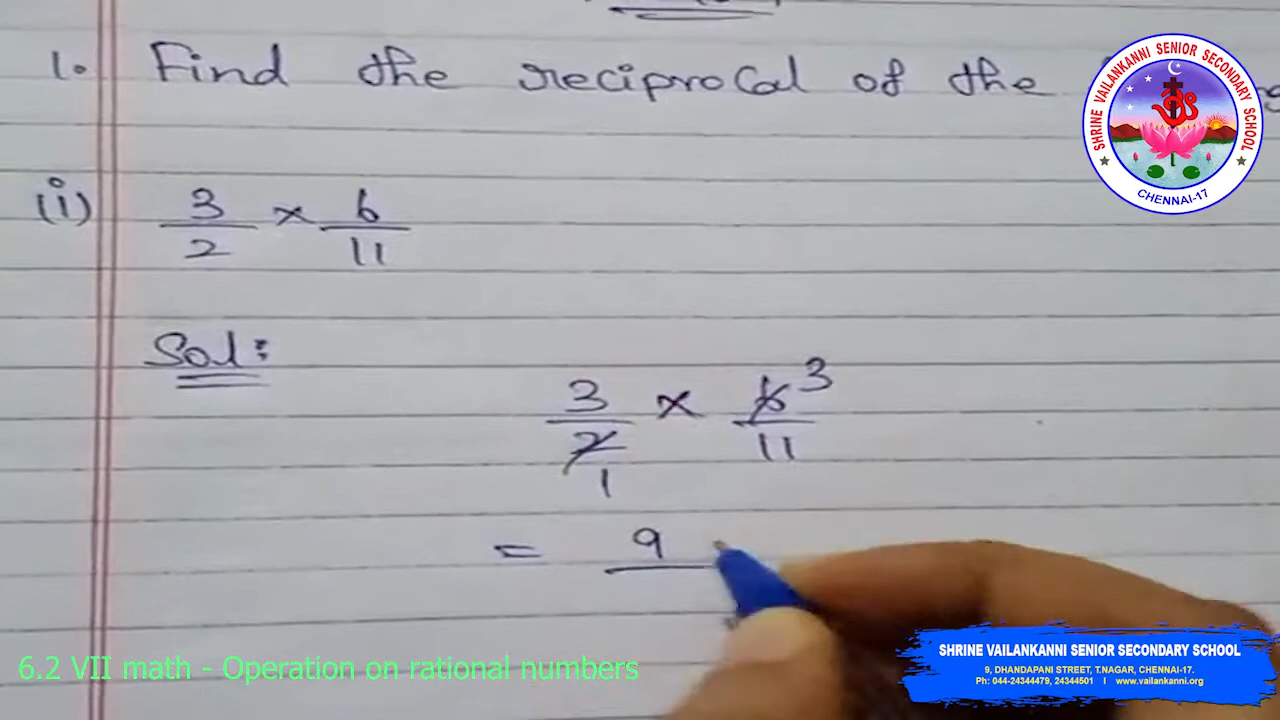 1. Find the reciprocal of the
(i) 3/2 × 6/11
Sol:
3/2 × 6/11
3
1
= 9
SHRINE VAILANKANNI SENIOR SECONDARY SCHOOL
CHENNAI-17
6.2 VII math - Operation on rational numbers
SHRINE VAILANKANNI SENIOR SECONDARY SCHOOL
9, DHANDAPANI STREET, T.NAGAR, CHENNAI-17.
Ph: 044-24344479, 24344501 I www.vailankanni.org